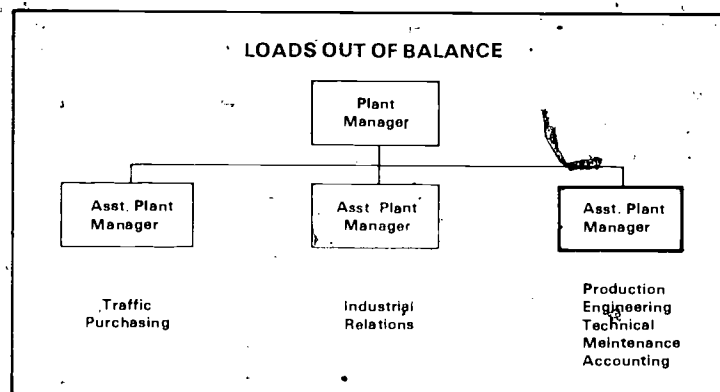 LOADS OUT OF BALANCE
Plant
Manager
Asst. Plant
Manager
Asst Plant
Manager
Asst. Plant
Manager
Traffic
Purchasing
Industrial
Relations
Production
Engineering
Technical
Meintenance
Accounting